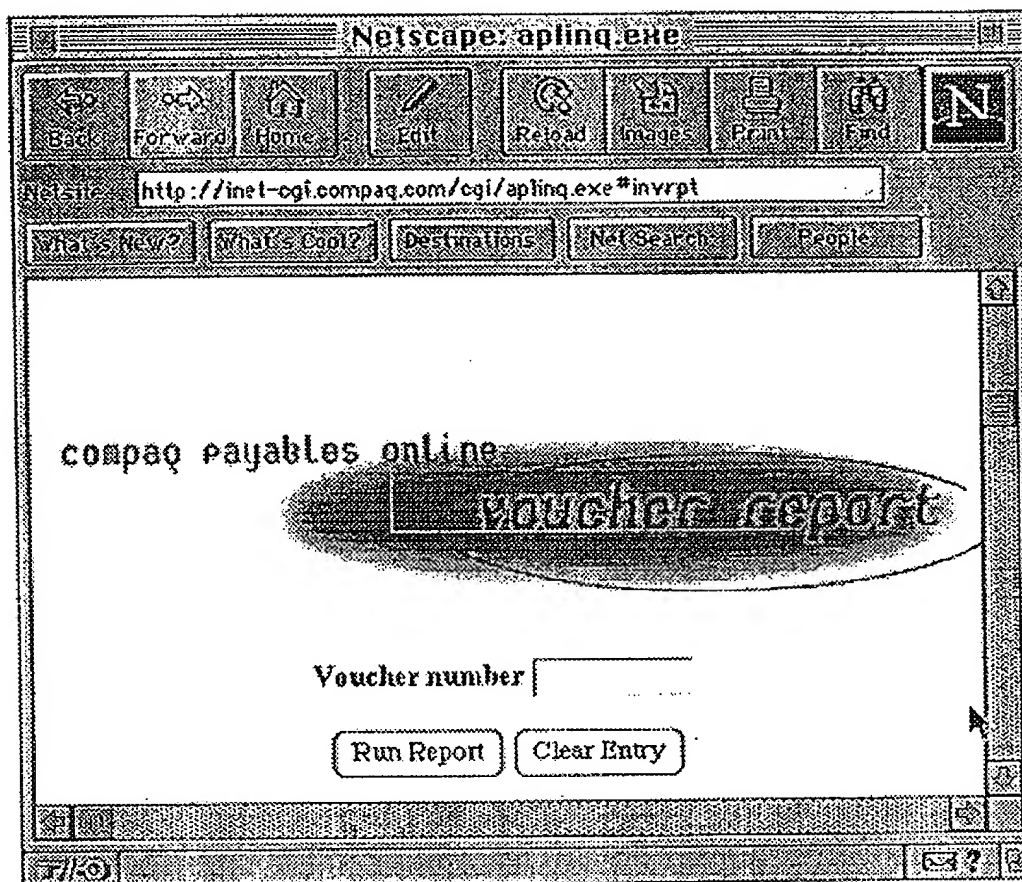 Netscape: aplinq.exe
Back Forward Home Edit Reload Images Print Find N
Netsite http://inet-cgi.compaq.com/cgi/aplinq.exe#invrpt
What's New? What's Cool? Destinations Net Search People
compaq payables online
voucher report
Voucher number
Run Report Clear Entry
?